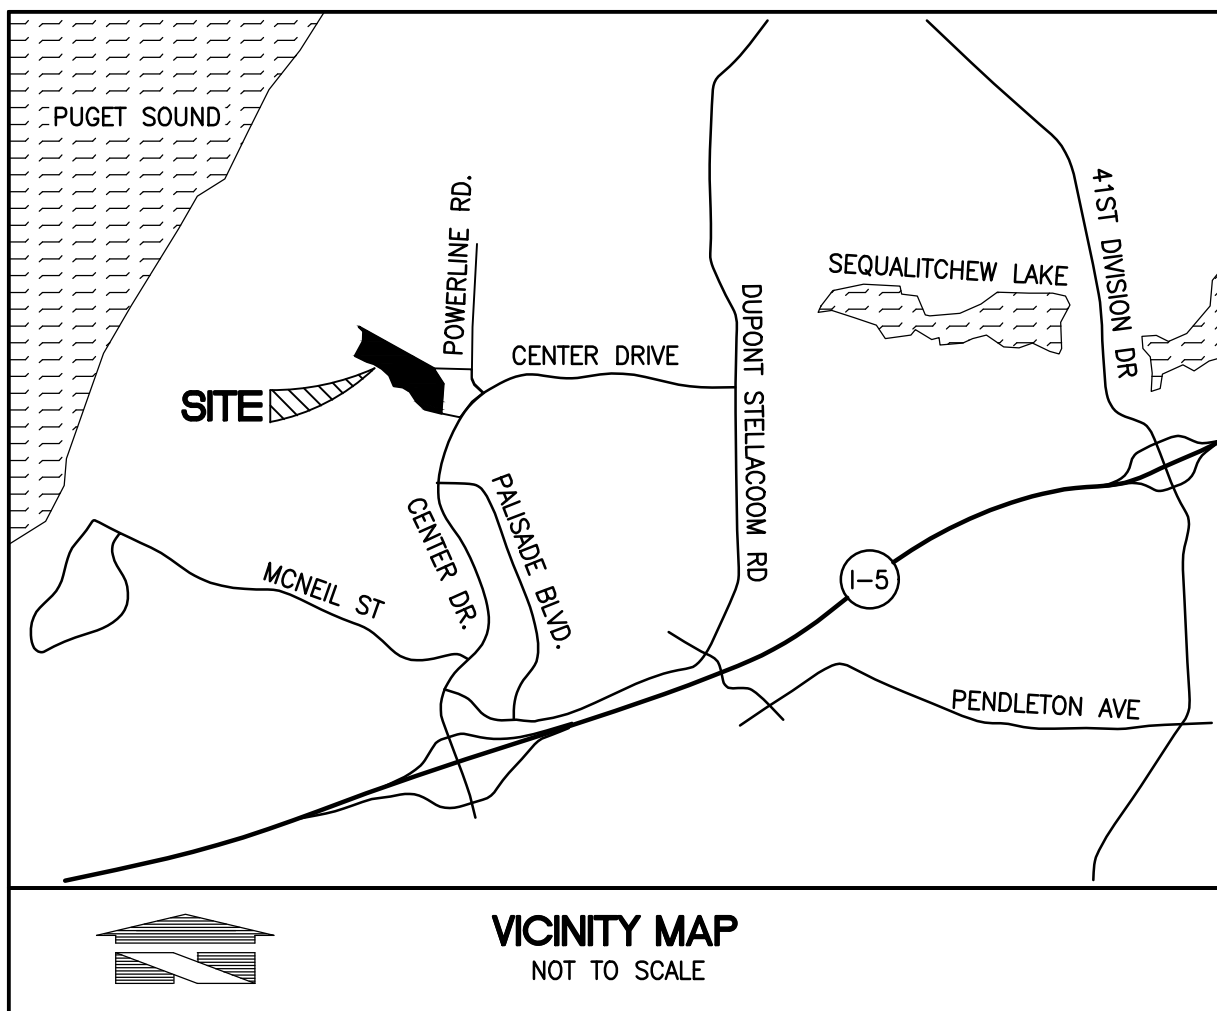 PUGET SOUND
POWERLINE RD.
41ST DIVISION DR
SEQUALITCHEW LAKE
DUPONT STELLACOOM RD
CENTER DRIVE
SITE
PALISADE BLVD.
CENTER DR.
MCNEIL ST
I-5
PENDLETON AVE
VICINITY MAP
NOT TO SCALE